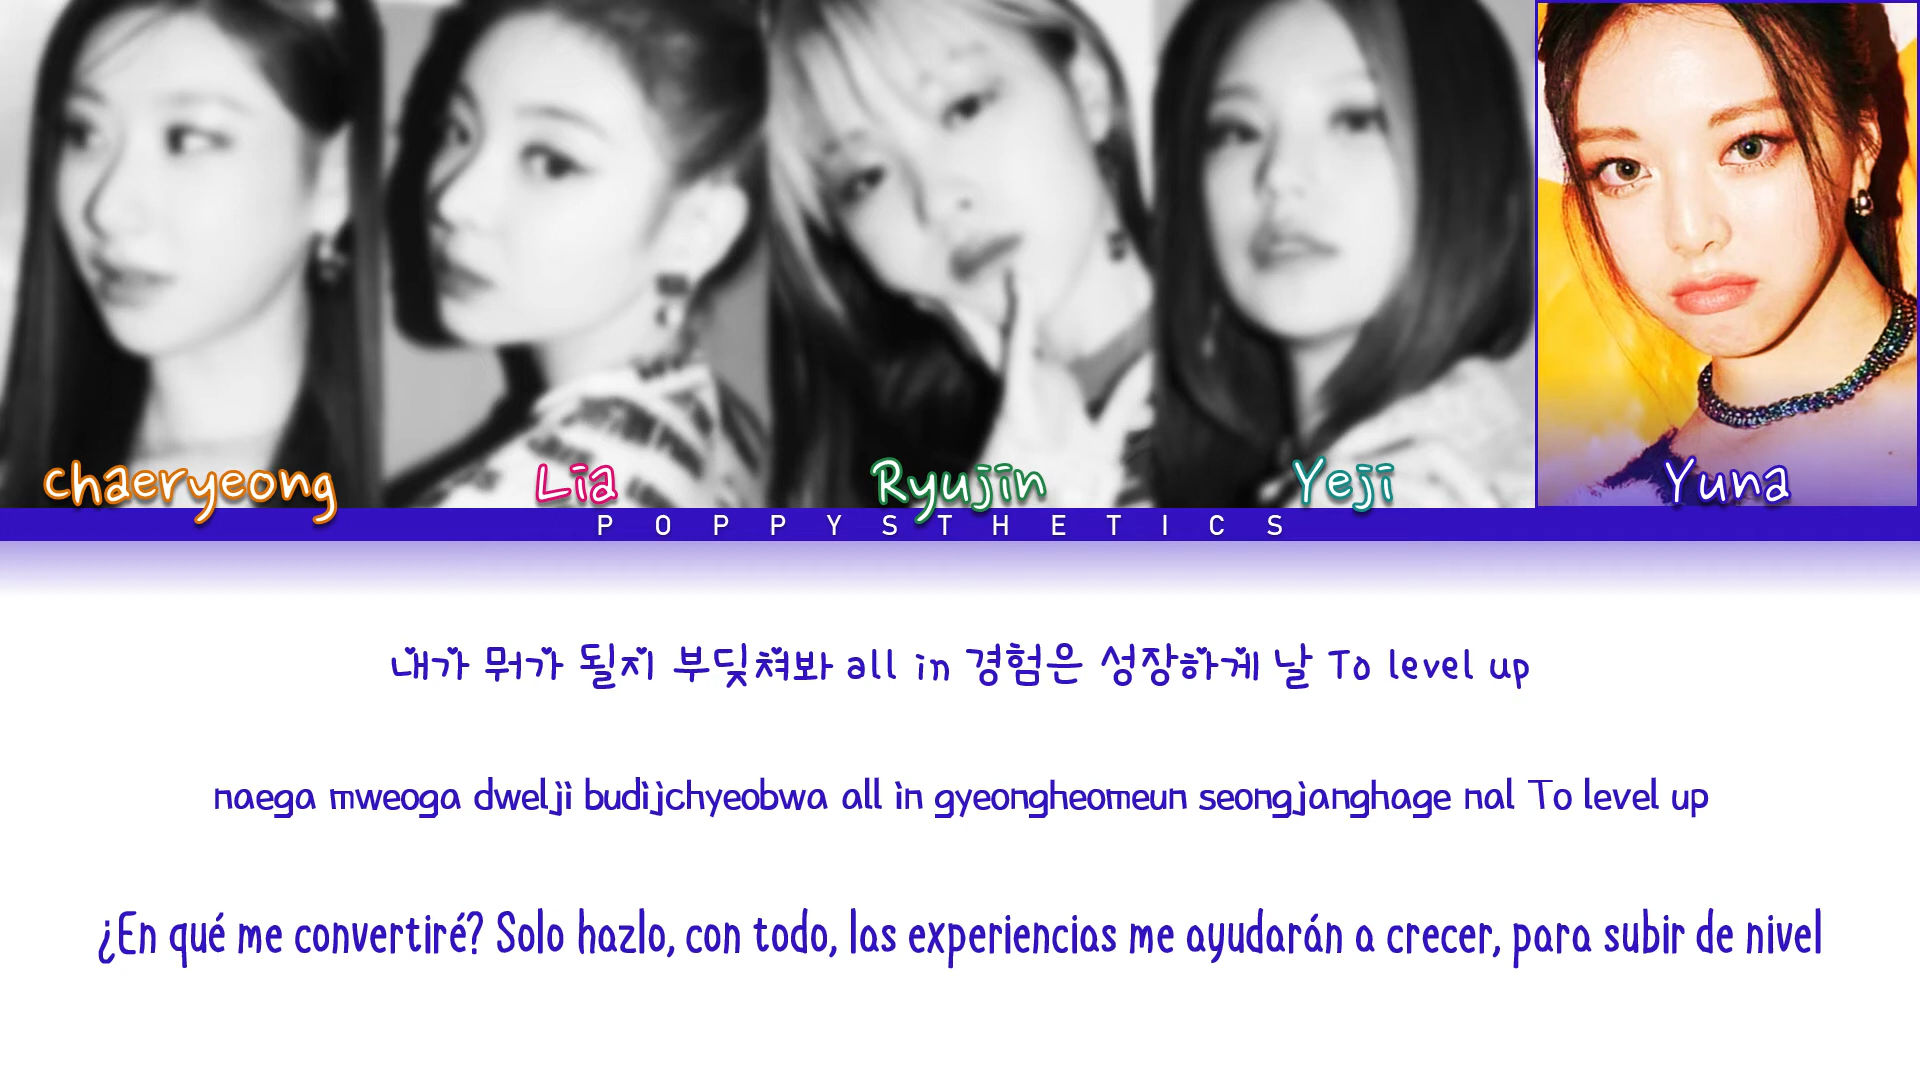 chaeryeong Lia Ryujin Yeji Yuna
POPPYSTHETICS
내가 뭐가 될지 부딪쳐봐 all in 경험은 성장하게 날 To level up
naega mweoga dwelji budijchyeobwa all in gyeongheomeun seongjanghage nal To level up
¿En qué me convertiré? Solo hazlo, con todo, las experiencias me ayudarán a crecer, para subir de nivel